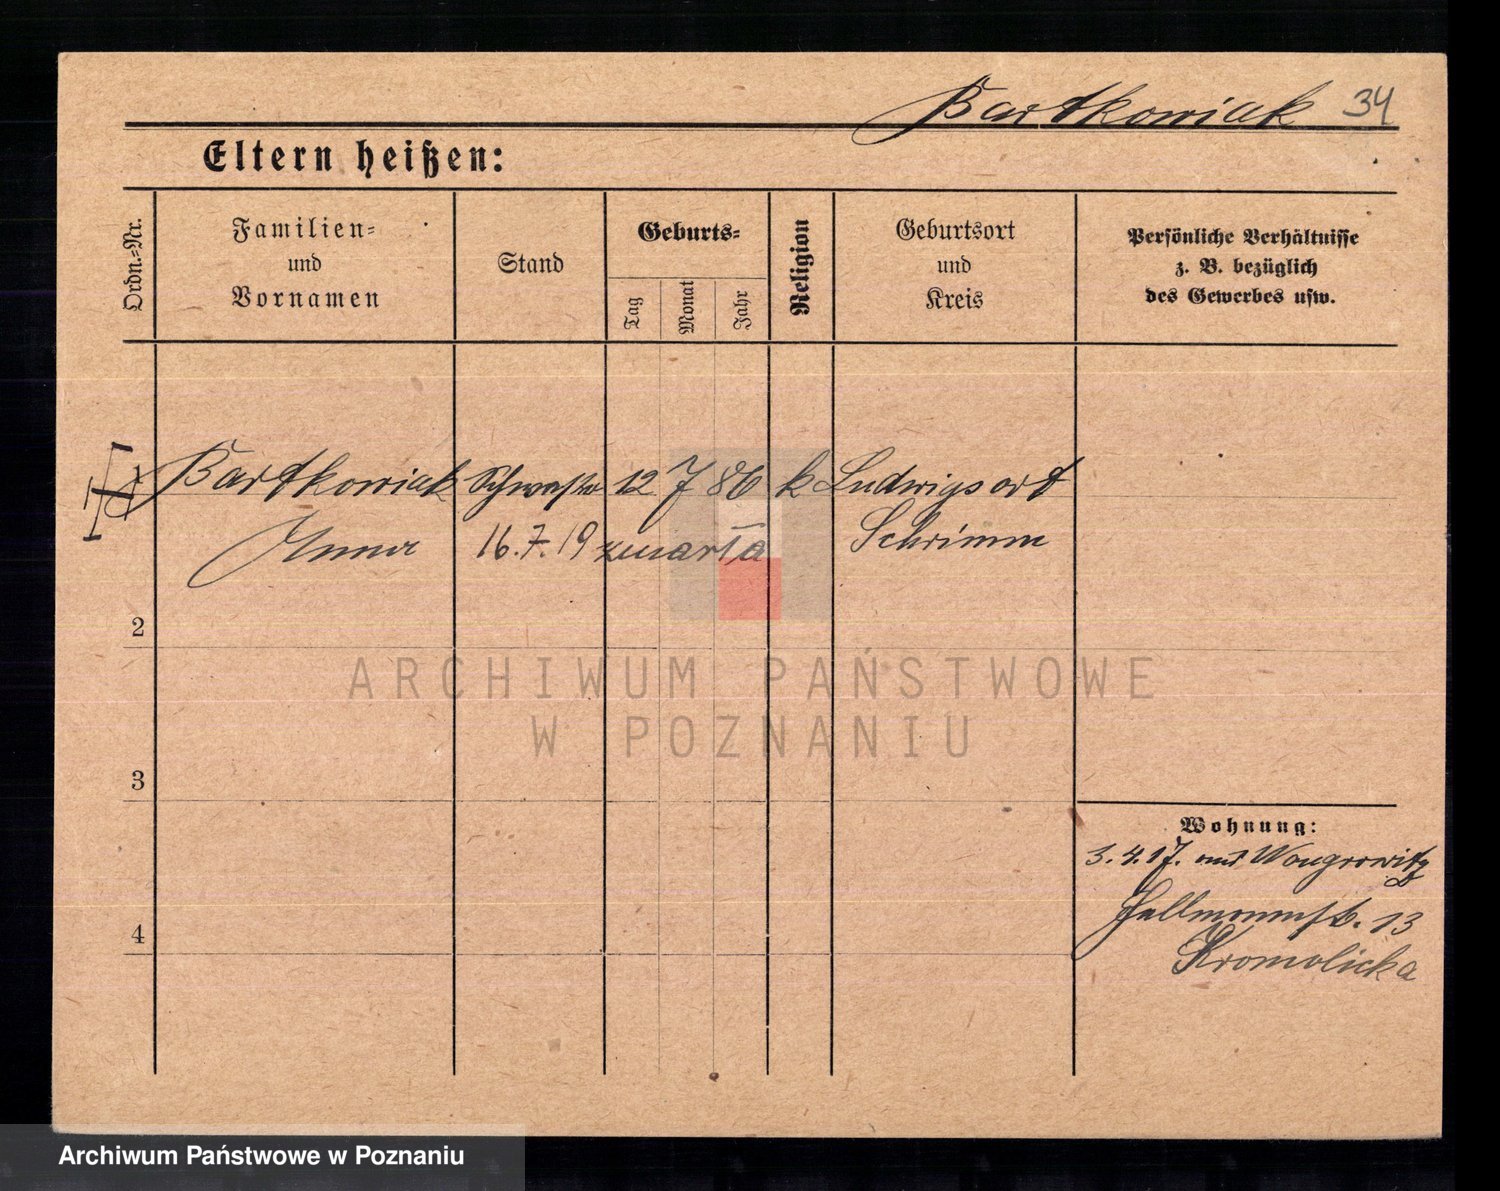 Bartkowiak 34
Eltern heißen:
Ordn.=Nr.
Familien=
und
Vornamen
Stand
Geburts=
Tag
Monat
Jahr
Religion
Geburtsort
und
Kreis
Persönliche Verhältnisse
z. B. bezüglich
des Gewerbes usw.
Bartkowiak Schwester 12 7 86 k Ludwigsort
Anna 16.7.19 zmarła Schrimm
2
3
4
Wohnung:
3.4.17. aus Wongrowitz
Hellmannstr. 13
Kromolicka
ARCHIWUM PAŃSTWOWE
W POZNANIU
Archiwum Państwowe w Poznaniu